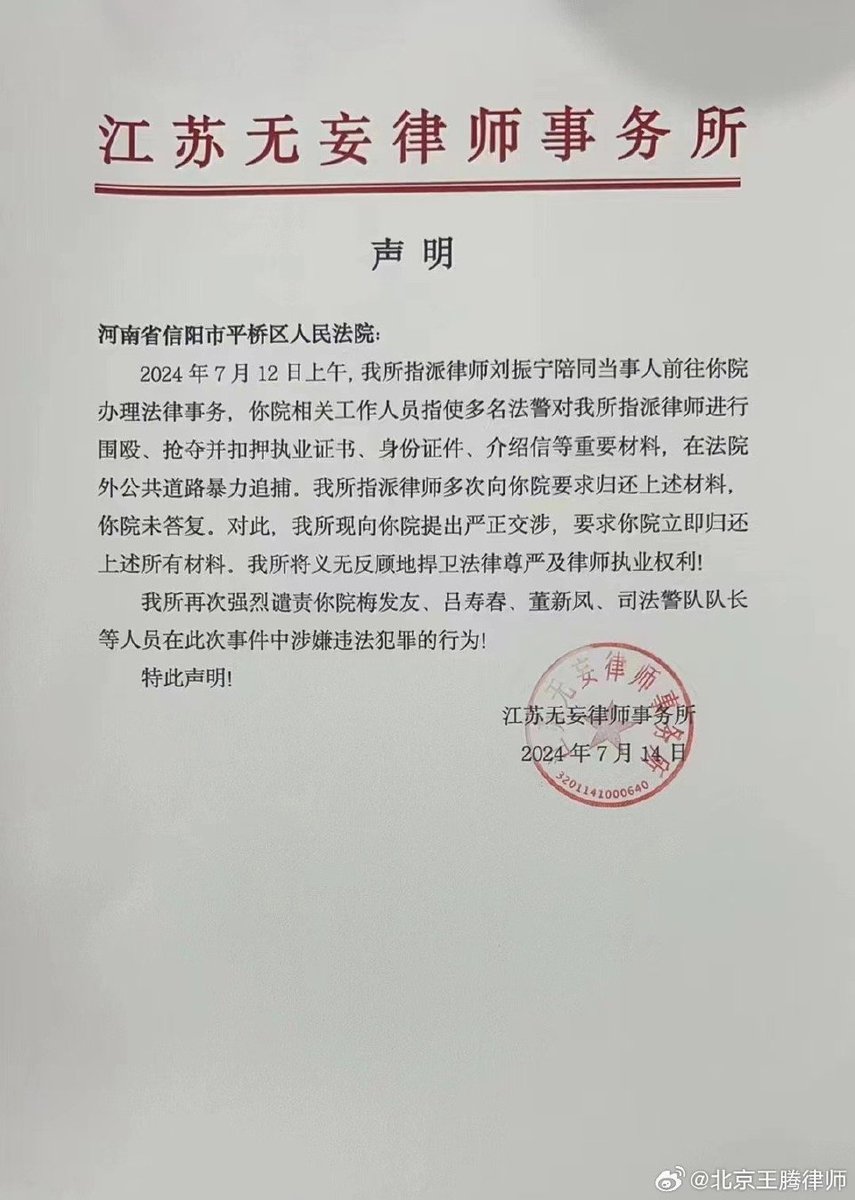 江苏无妄律师事务所
声明
河南省信阳市平桥区人民法院:
2024年7月12日上午,我所指派律师刘振宁陪同当事人前往你院
办理法律事务，你院相关工作人员指使多名法警对我所指派律师进行
围殴、抢夺并扣押执业证书、身份证件、介绍信等重要材料，在法院
外公共道路暴力追捕。我所指派律师多次向你院要求归还上述材料，
你院未答复。对此，我所现向你院提出严正交涉，要求你院立即归还
上述所有材料。我所将义无反顾地捍卫法律尊严及律师执业权利!
我所再次强烈谴责你院梅发友、吕寿春、董新凤、司法警队队长
等人员在此次事件中涉嫌违法犯罪的行为!
特此声明!
江苏无妄律师事务所
2024年7月14日
江苏无妄律师事务所
3201141000640
@北京王腾律师